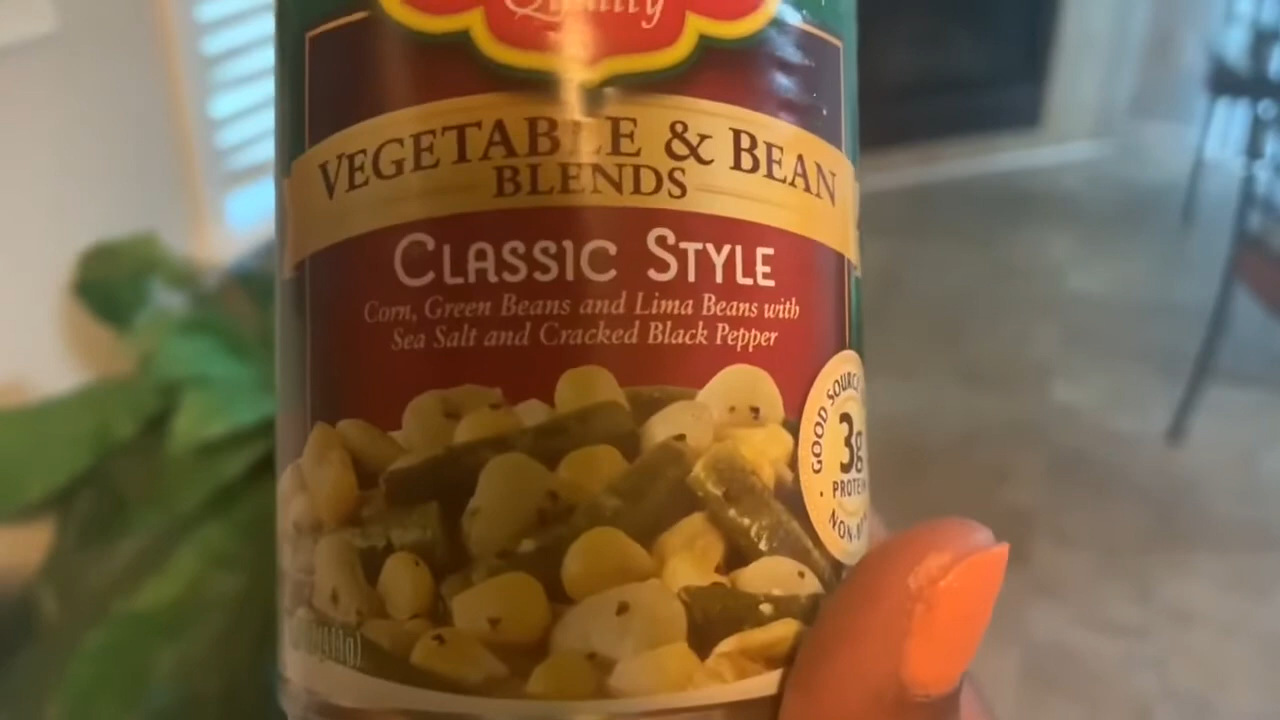 Quality
VEGETABLE & BEAN
BLENDS
CLASSIC STYLE
Corn, Green Beans and Lima Beans with
Sea Salt and Cracked Black Pepper
GOOD SOURCE
3g
PROTEIN